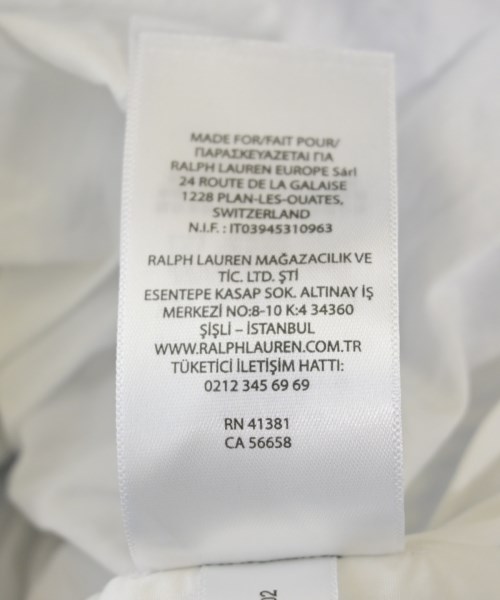 MADE FOR/FAIT POUR/
ΠΑΡΑΣΚΕΥΑΖΕΤΑΙ ΓΙΑ
RALPH LAUREN EUROPE Sárl
24 ROUTE DE LA GALAISE
1228 PLAN-LES-OUATES,
SWITZERLAND
N.I.F. : IT03945310963
RALPH LAUREN MAĞAZACILIK VE
TİC. LTD. ŞTİ
ESENTEPE KASAP SOK. ALTINAY İŞ
MERKEZİ NO:8-10 K:4 34360
ŞİŞLİ – İSTANBUL
WWW.RALPHLAUREN.COM.TR
TÜKETİCİ İLETİŞİM HATTI:
0212 345 69 69
RN 41381
CA 56658
02